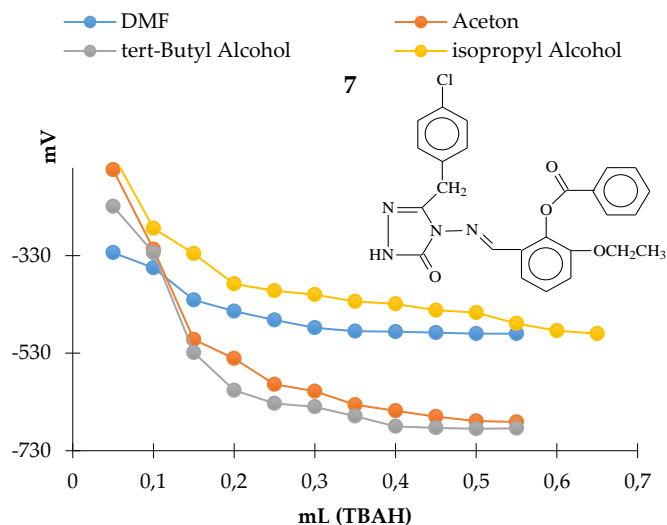 DMF
Aceton
tert-Butyl Alcohol
isopropyl Alcohol
7
Cl
mV
CH2
O
N
O
N
N
HN
OCH2CH3
O
-330
-530
-730
0 0,1 0,2 0,3 0,4 0,5 0,6 0,7
mL (TBAH)